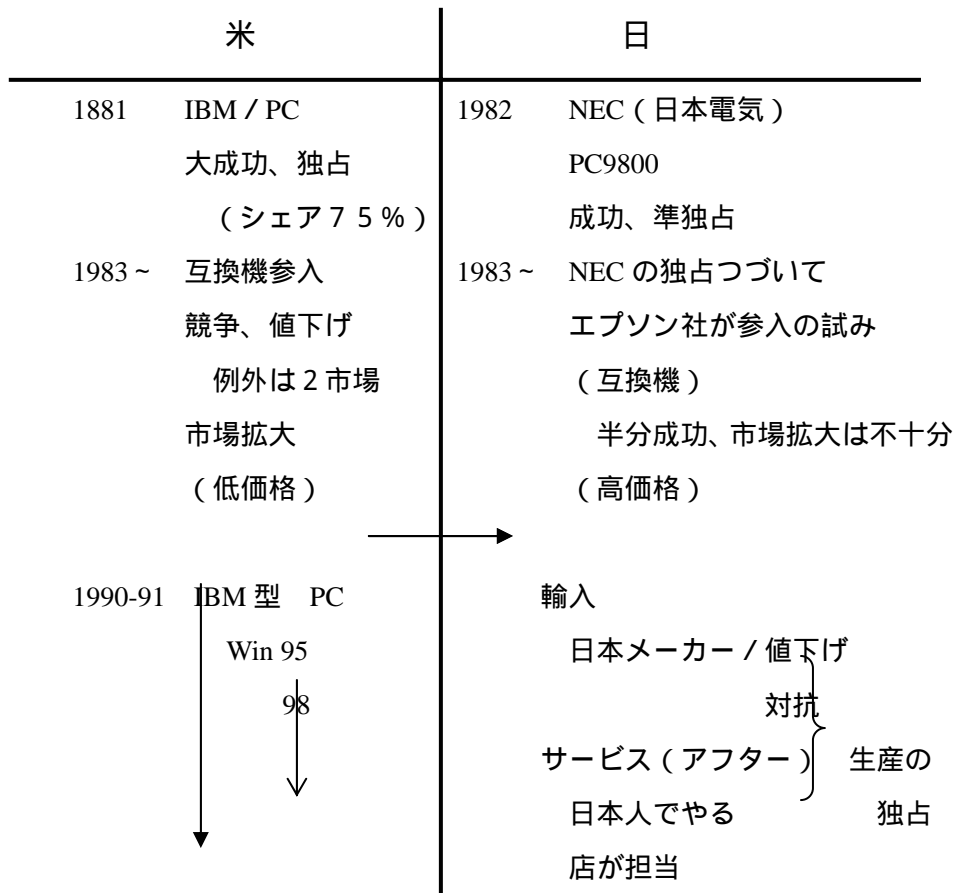 米 日
1881 IBM / PC 1982 NEC（日本電気）
大成功、独占 PC9800
（シェア７５％） 成功、準独占
1983～ 互換機参入 1983～ NECの独占つづいて
競争、値下げ エプソン社が参入の試み
例外は２市場 （互換機）
市場拡大 半分成功、市場拡大は不十分
（低価格） （高価格）
1990-91 IBM型 PC 輸入
Win 95 日本メーカー / 値下げ
98 対抗
サービス（アフター） 生産の
日本人でやる 独占
店が担当